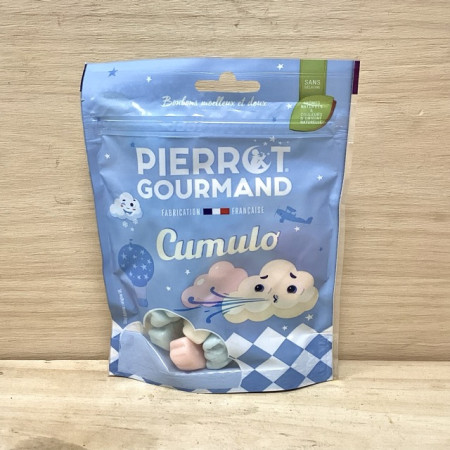 SANS
Bonbons moelleux et doux
PIERROT
GOURMAND
FABRICATION FRANÇAISE
Cumulo